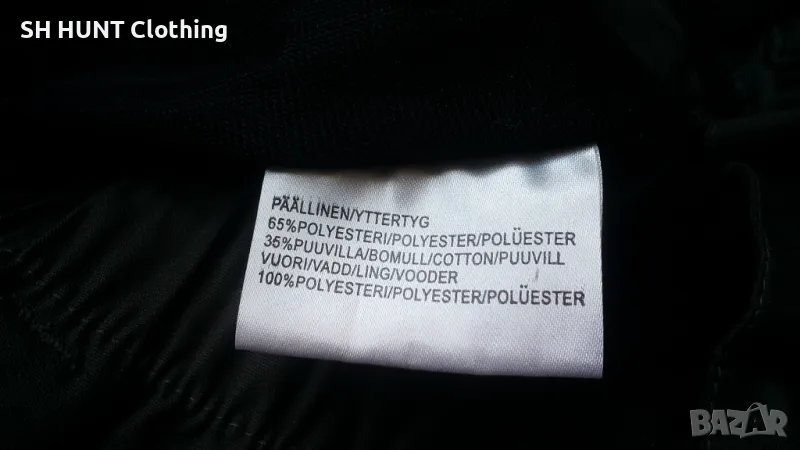 SH HUNT Clothing
PÄÄLLINEN/YTTERTYG
65%POLYESTERI/POLYESTER/POLÜESTER
35%PUUVILLA/BOMULL/COTTON/PUUVILL
VUORI/VADD/LING/VOODER
100%POLYESTERI/POLYESTER/POLÜESTER
BAZAR